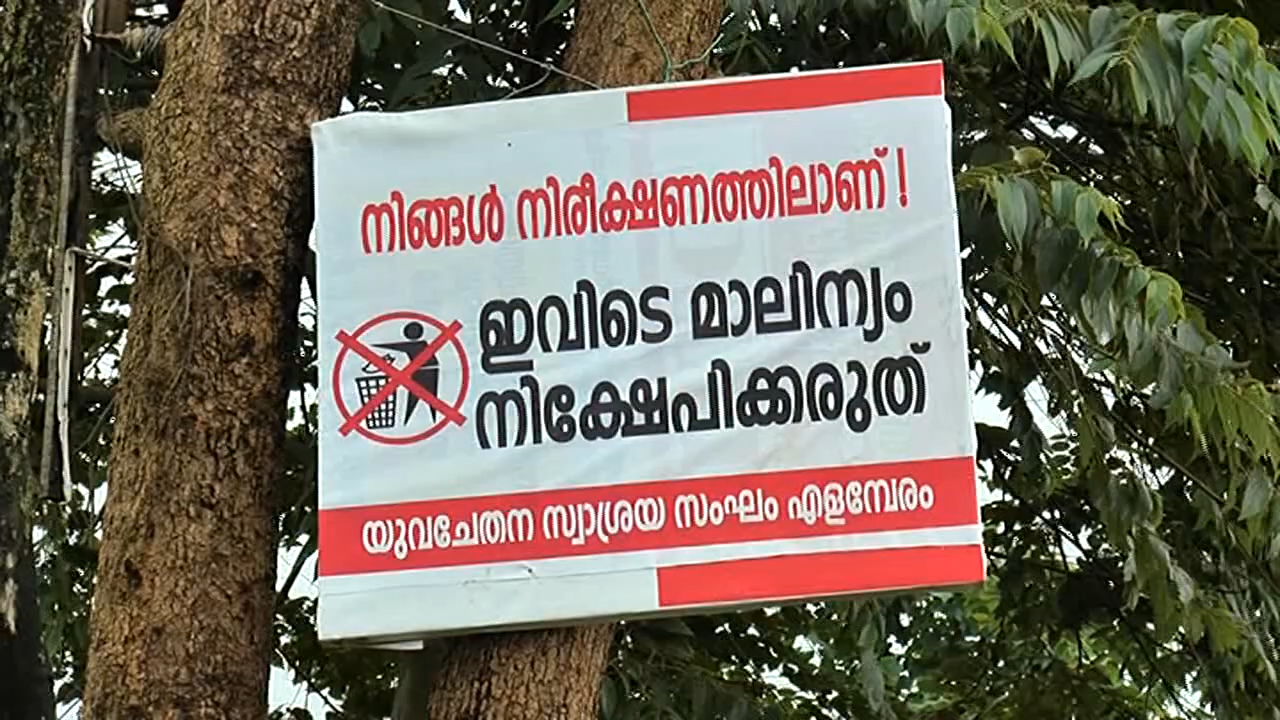 നിങ്ങൾ നിരീക്ഷണത്തിലാണ് !
ഇവിടെ മാലിന്യം
നിക്ഷേപിക്കരുത്
യുവചേതന സ്വാശ്രയ സംഘം എളമ്പേരം